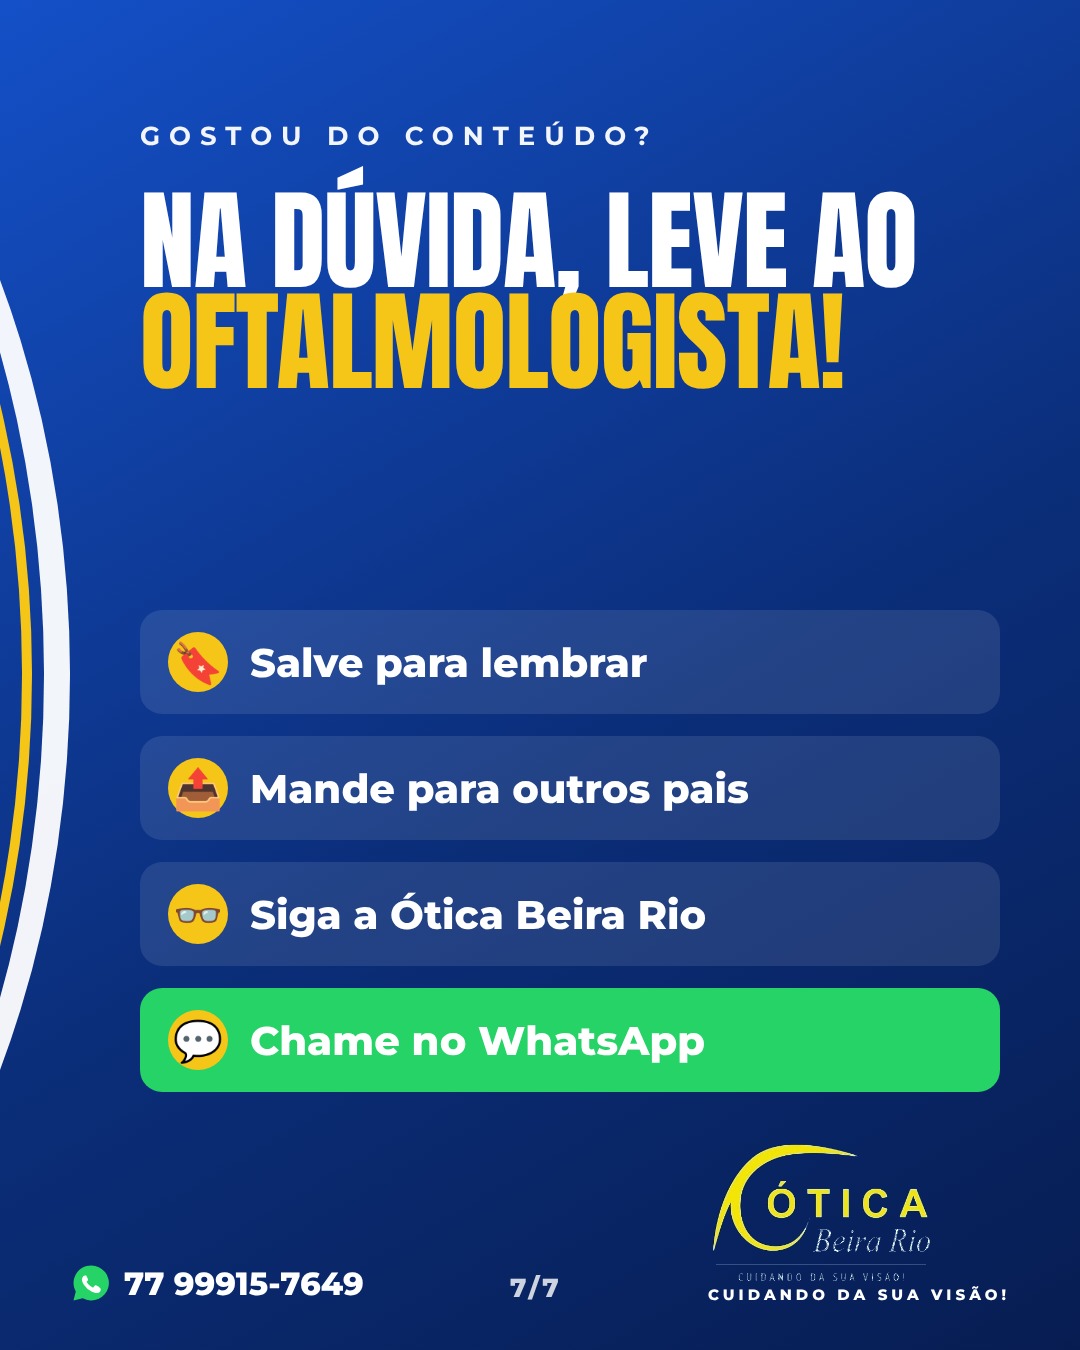 GOSTOU DO CONTEÚDO?
NA DÚVIDA, LEVE AO
OFTALMOLOGISTA!
Salve para lembrar
Mande para outros pais
Siga a Ótica Beira Rio
Chame no WhatsApp
ÓTICA
Beira Rio
CUIDANDO DA SUA VISÃO!
CUIDANDO DA SUA VISÃO!
77 99915-7649
7/7